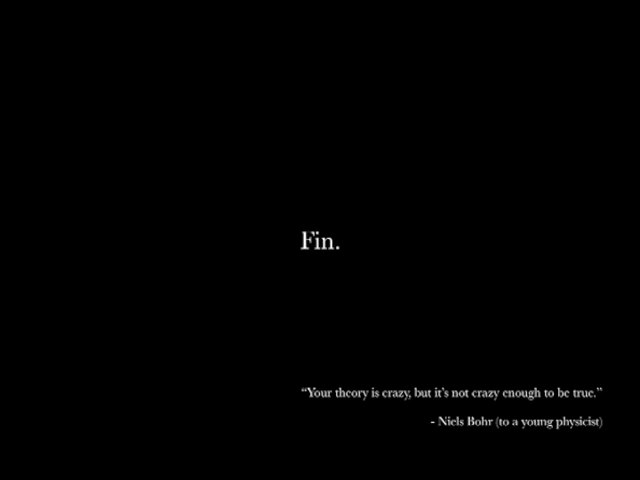 Fin.
“Your theory is crazy, but it’s not crazy enough to be true.”
- Niels Bohr (to a young physicist)